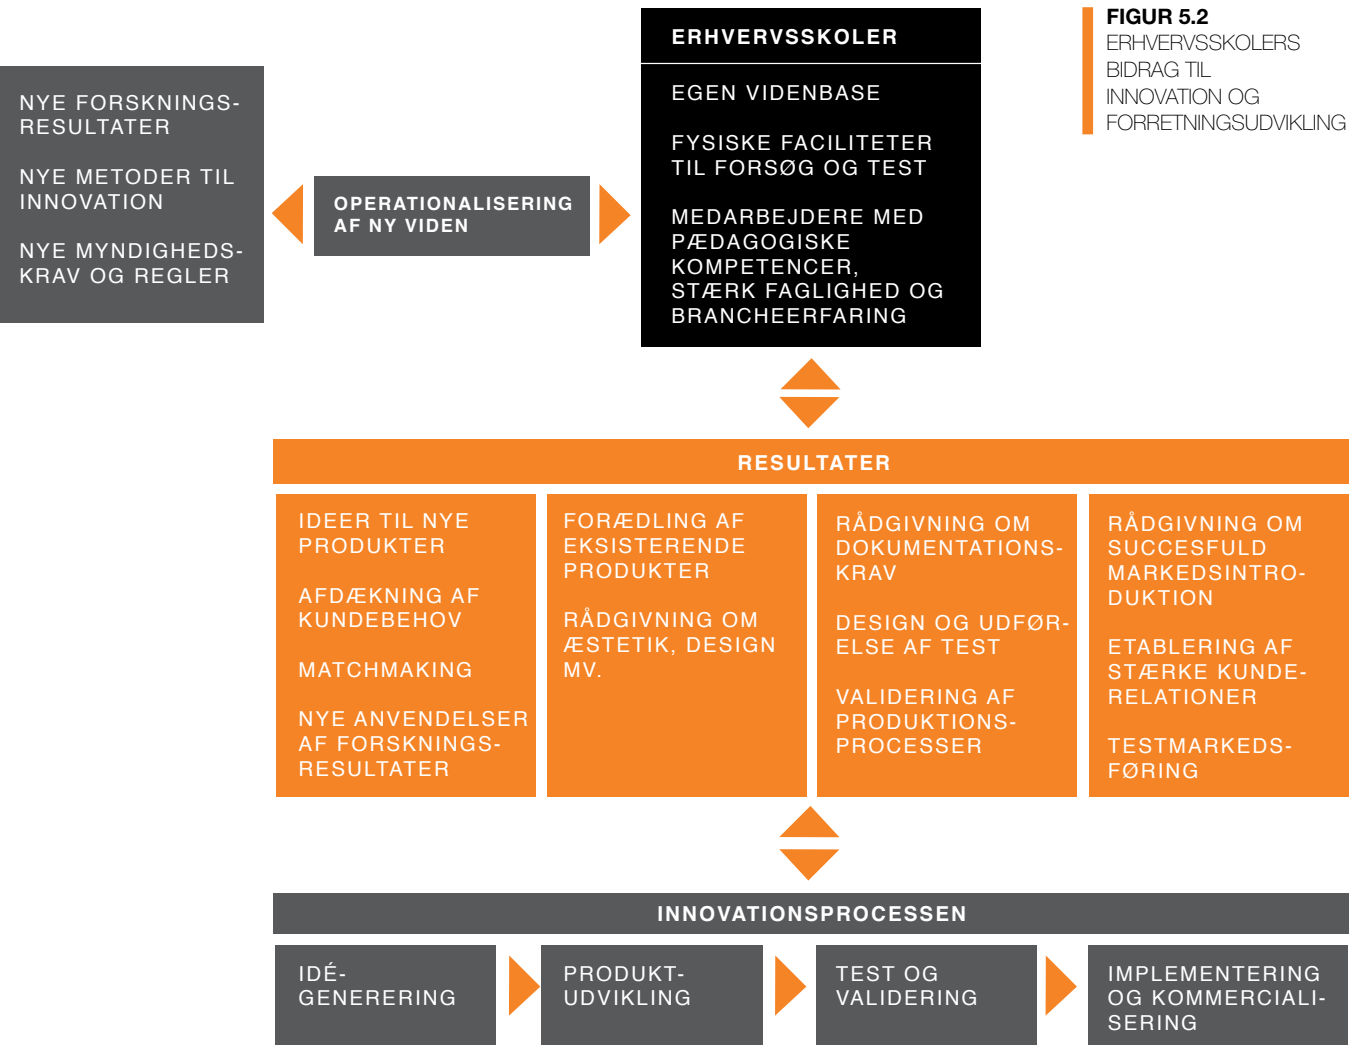 FIGUR 5.2
ERHVERVSSKOLERS
BIDRAG TIL
INNOVATION OG
FORRETNINGSUDVIKLING
NYE FORSKNINGS-
RESULTATER
NYE METODER TIL
INNOVATION
NYE MYNDIGHEDS-
KRAV OG REGLER
OPERATIONALISERING
AF NY VIDEN
ERHVERVSSKOLER
EGEN VIDENBASE
FYSISKE FACILITETER
TIL FORSØG OG TEST
MEDARBEJDERE MED
PÆDAGOGISKE
KOMPETENCER,
STÆRK FAGLIGHED OG
BRANCHEERFARING
RESULTATER
IDEER TIL NYE
PRODUKTER
AFDÆKNING AF
KUNDEBEHOV
MATCHMAKING
NYE ANVENDELSER
AF FORSKNINGS-
RESULTATER
FORÆDLING AF
EKSISTERENDE
PRODUKTER
RÅDGIVNING OM
ÆSTETIK, DESIGN
MV.
RÅDGIVNING OM
DOKUMENTATIONS-
KRAV
DESIGN OG UDFØR-
ELSE AF TEST
VALIDERING AF
PRODUKTIONS-
PROCESSER
RÅDGIVNING OM
SUCCESFULD
MARKEDSINTRO-
DUKTION
ETABLERING AF
STÆRKE KUNDE-
RELATIONER
TESTMARKEDS-
FØRING
INNOVATIONSPROCESSEN
IDÉ-
GENERERING
PRODUKT-
UDVIKLING
TEST OG
VALIDERING
IMPLEMENTERING
OG KOMMERCIALI-
SERING